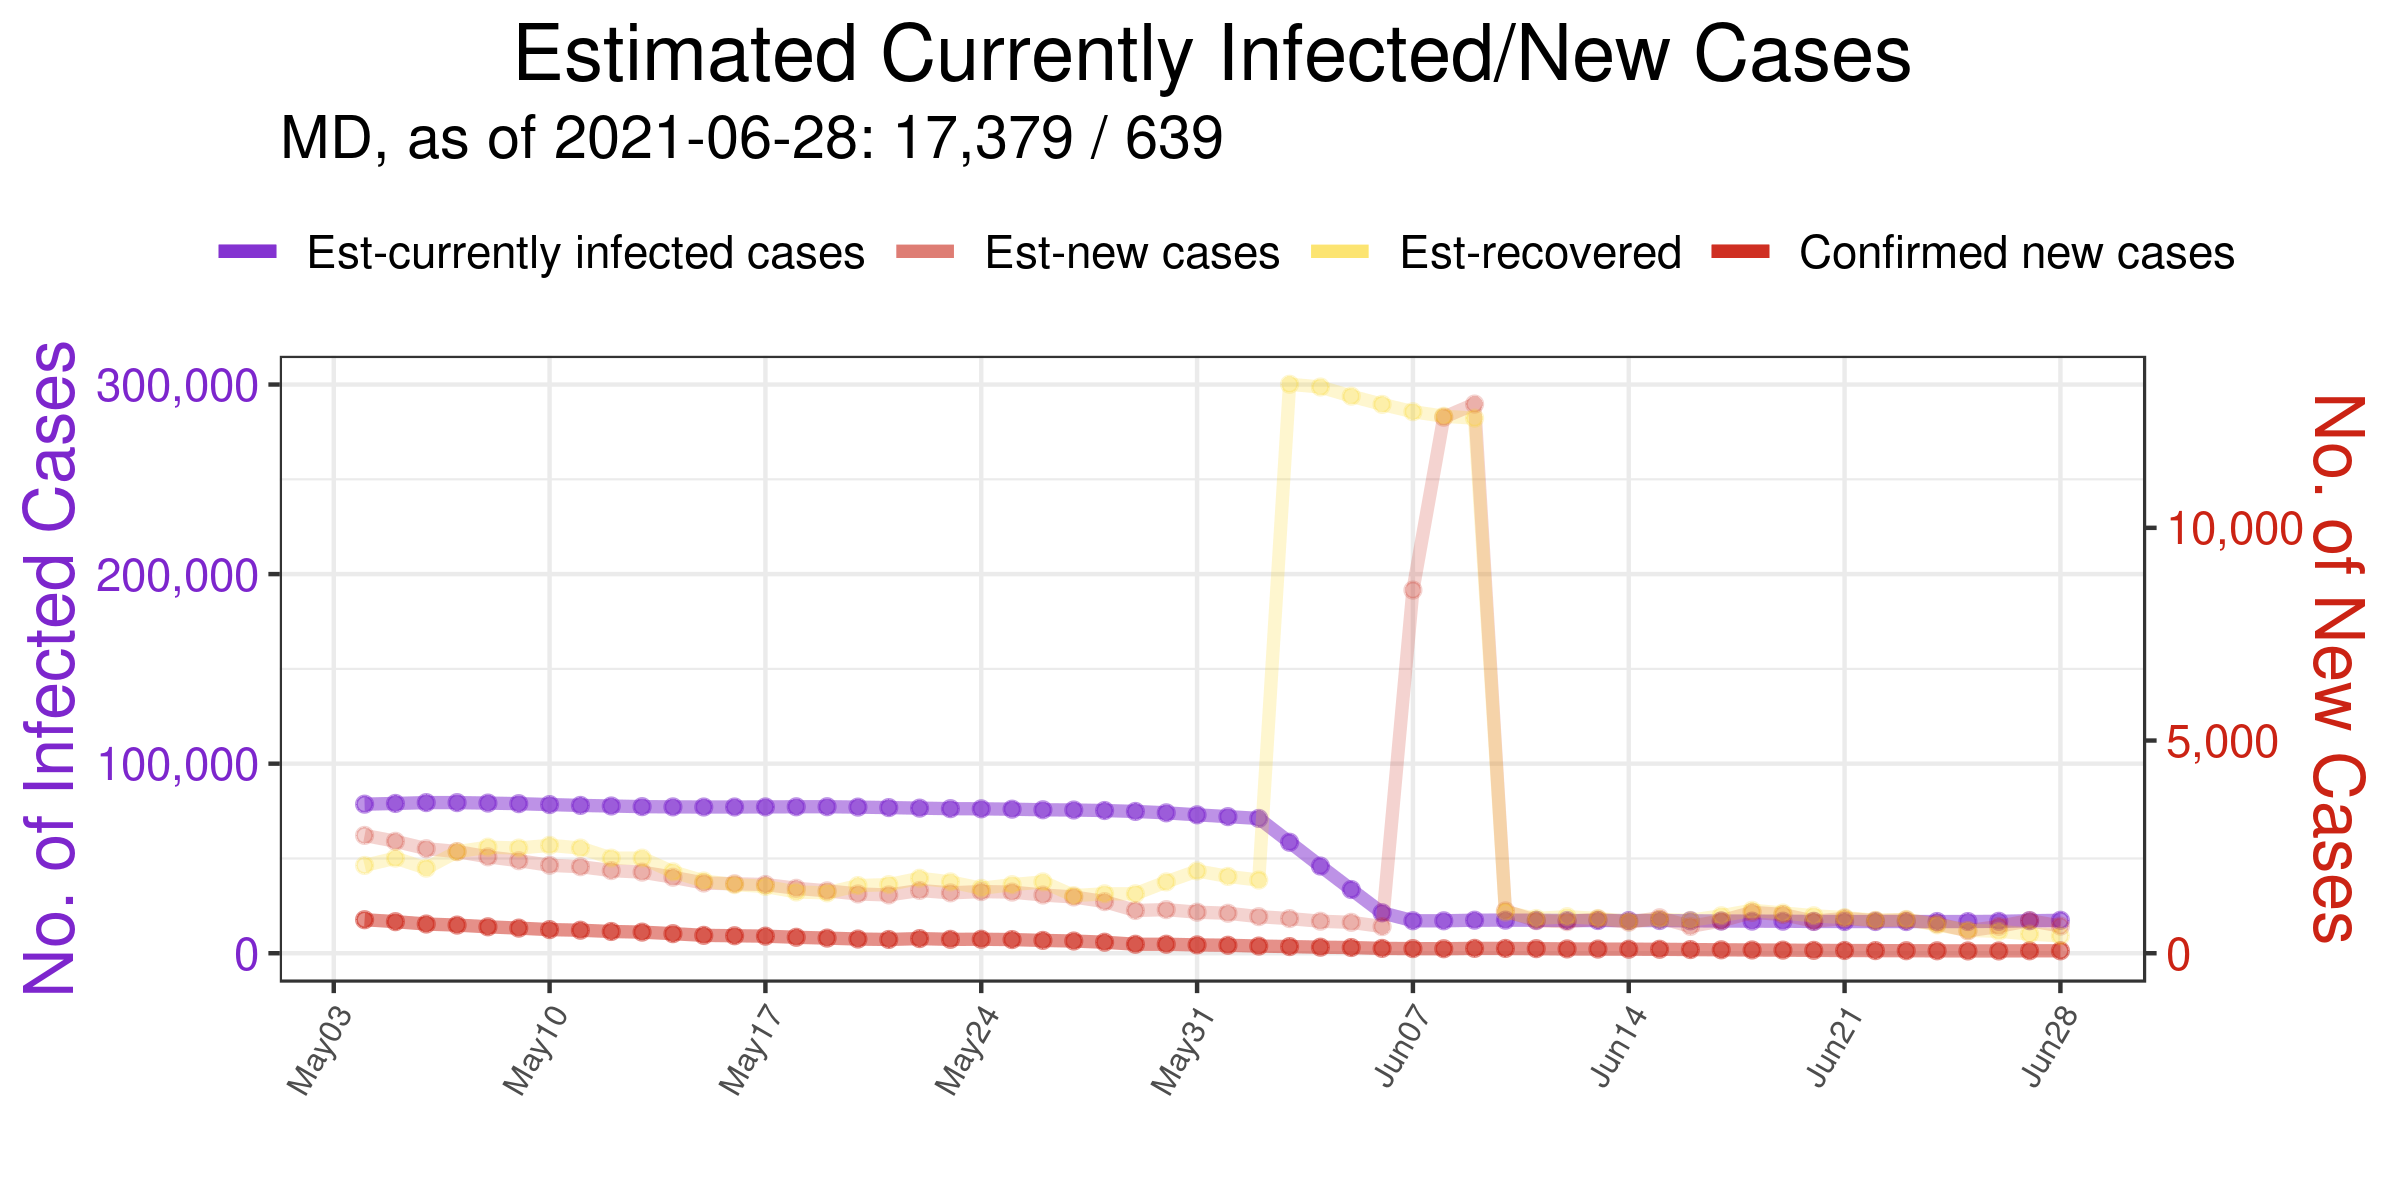 Estimated Currently Infected/New Cases
MD, as of 2021-06-28: 17,379 / 639
Est-currently infected cases Est-new cases Est-recovered Confirmed new cases
No. of Infected Cases
300,000
200,000
100,000
0
10,000
5,000
0
No. of New Cases
May03 May10 May17 May24 May31 Jun07 Jun14 Jun21 Jun28